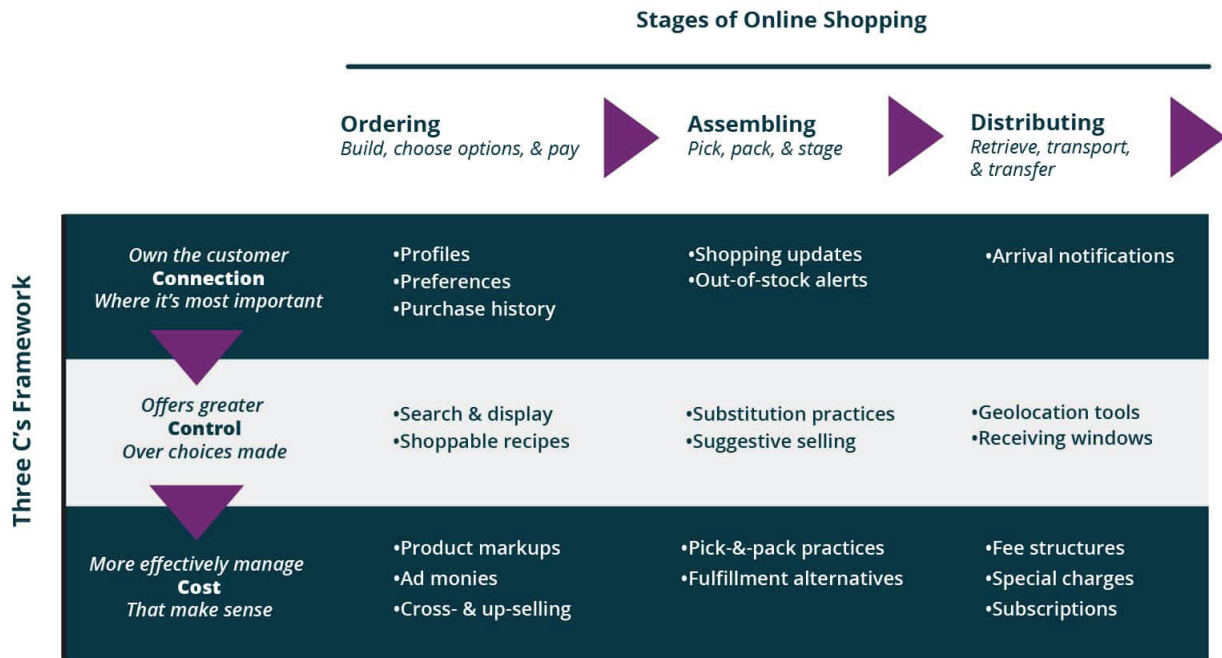 Stages of Online Shopping
Ordering
Build, choose options, & pay
Assembling
Pick, pack, & stage
Distributing
Retrieve, transport,
& transfer
Three C's Framework
Own the customer
Connection
Where it's most important
•Profiles
•Preferences
•Purchase history
•Shopping updates
•Out-of-stock alerts
•Arrival notifications
Offers greater
Control
Over choices made
•Search & display
•Shoppable recipes
•Substitution practices
•Suggestive selling
•Geolocation tools
•Receiving windows
More effectively manage
Cost
That make sense
•Product markups
•Ad monies
•Cross- & up-selling
•Pick-&-pack practices
•Fulfillment alternatives
•Fee structures
•Special charges
•Subscriptions